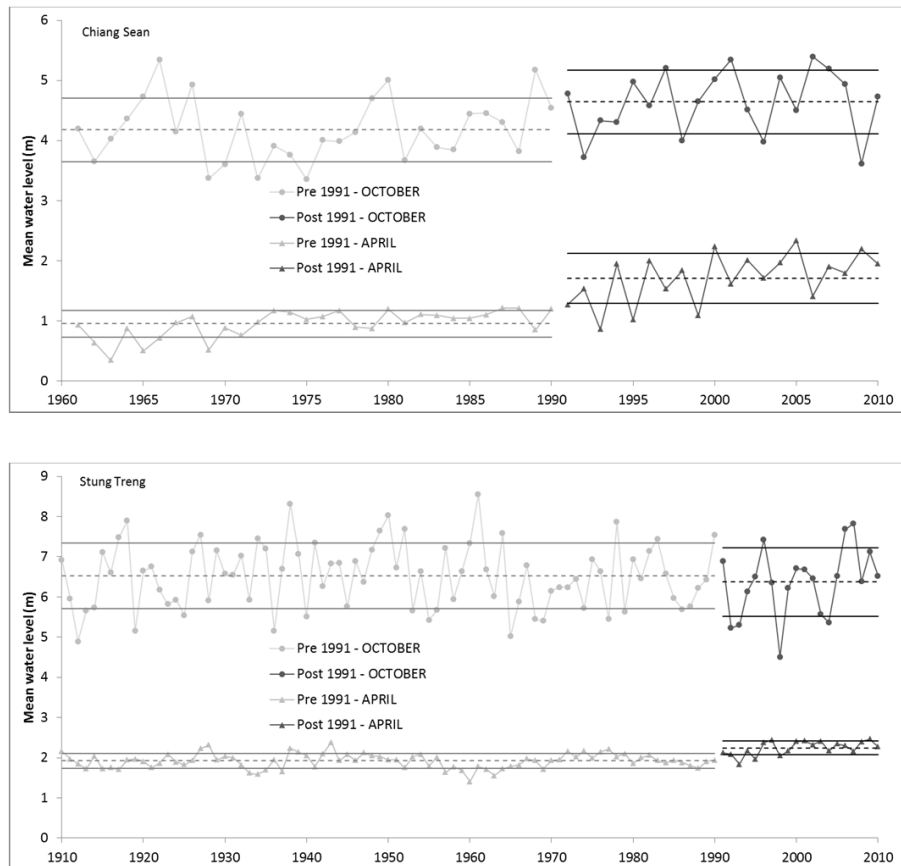 Chiang Sean
Mean water level (m)
6
5
4
3
2
1
0
Pre 1991 - OCTOBER
Post 1991 - OCTOBER
Pre 1991 - APRIL
Post 1991 - APRIL
1960 1965 1970 1975 1980 1985 1990 1995 2000 2005 2010
Stung Treng
Mean water level (m)
9
8
7
6
5
4
3
2
1
0
Pre 1991 - OCTOBER
Post 1991 - OCTOBER
Pre 1991 - APRIL
Post 1991 - APRIL
1910 1920 1930 1940 1950 1960 1970 1980 1990 2000 2010